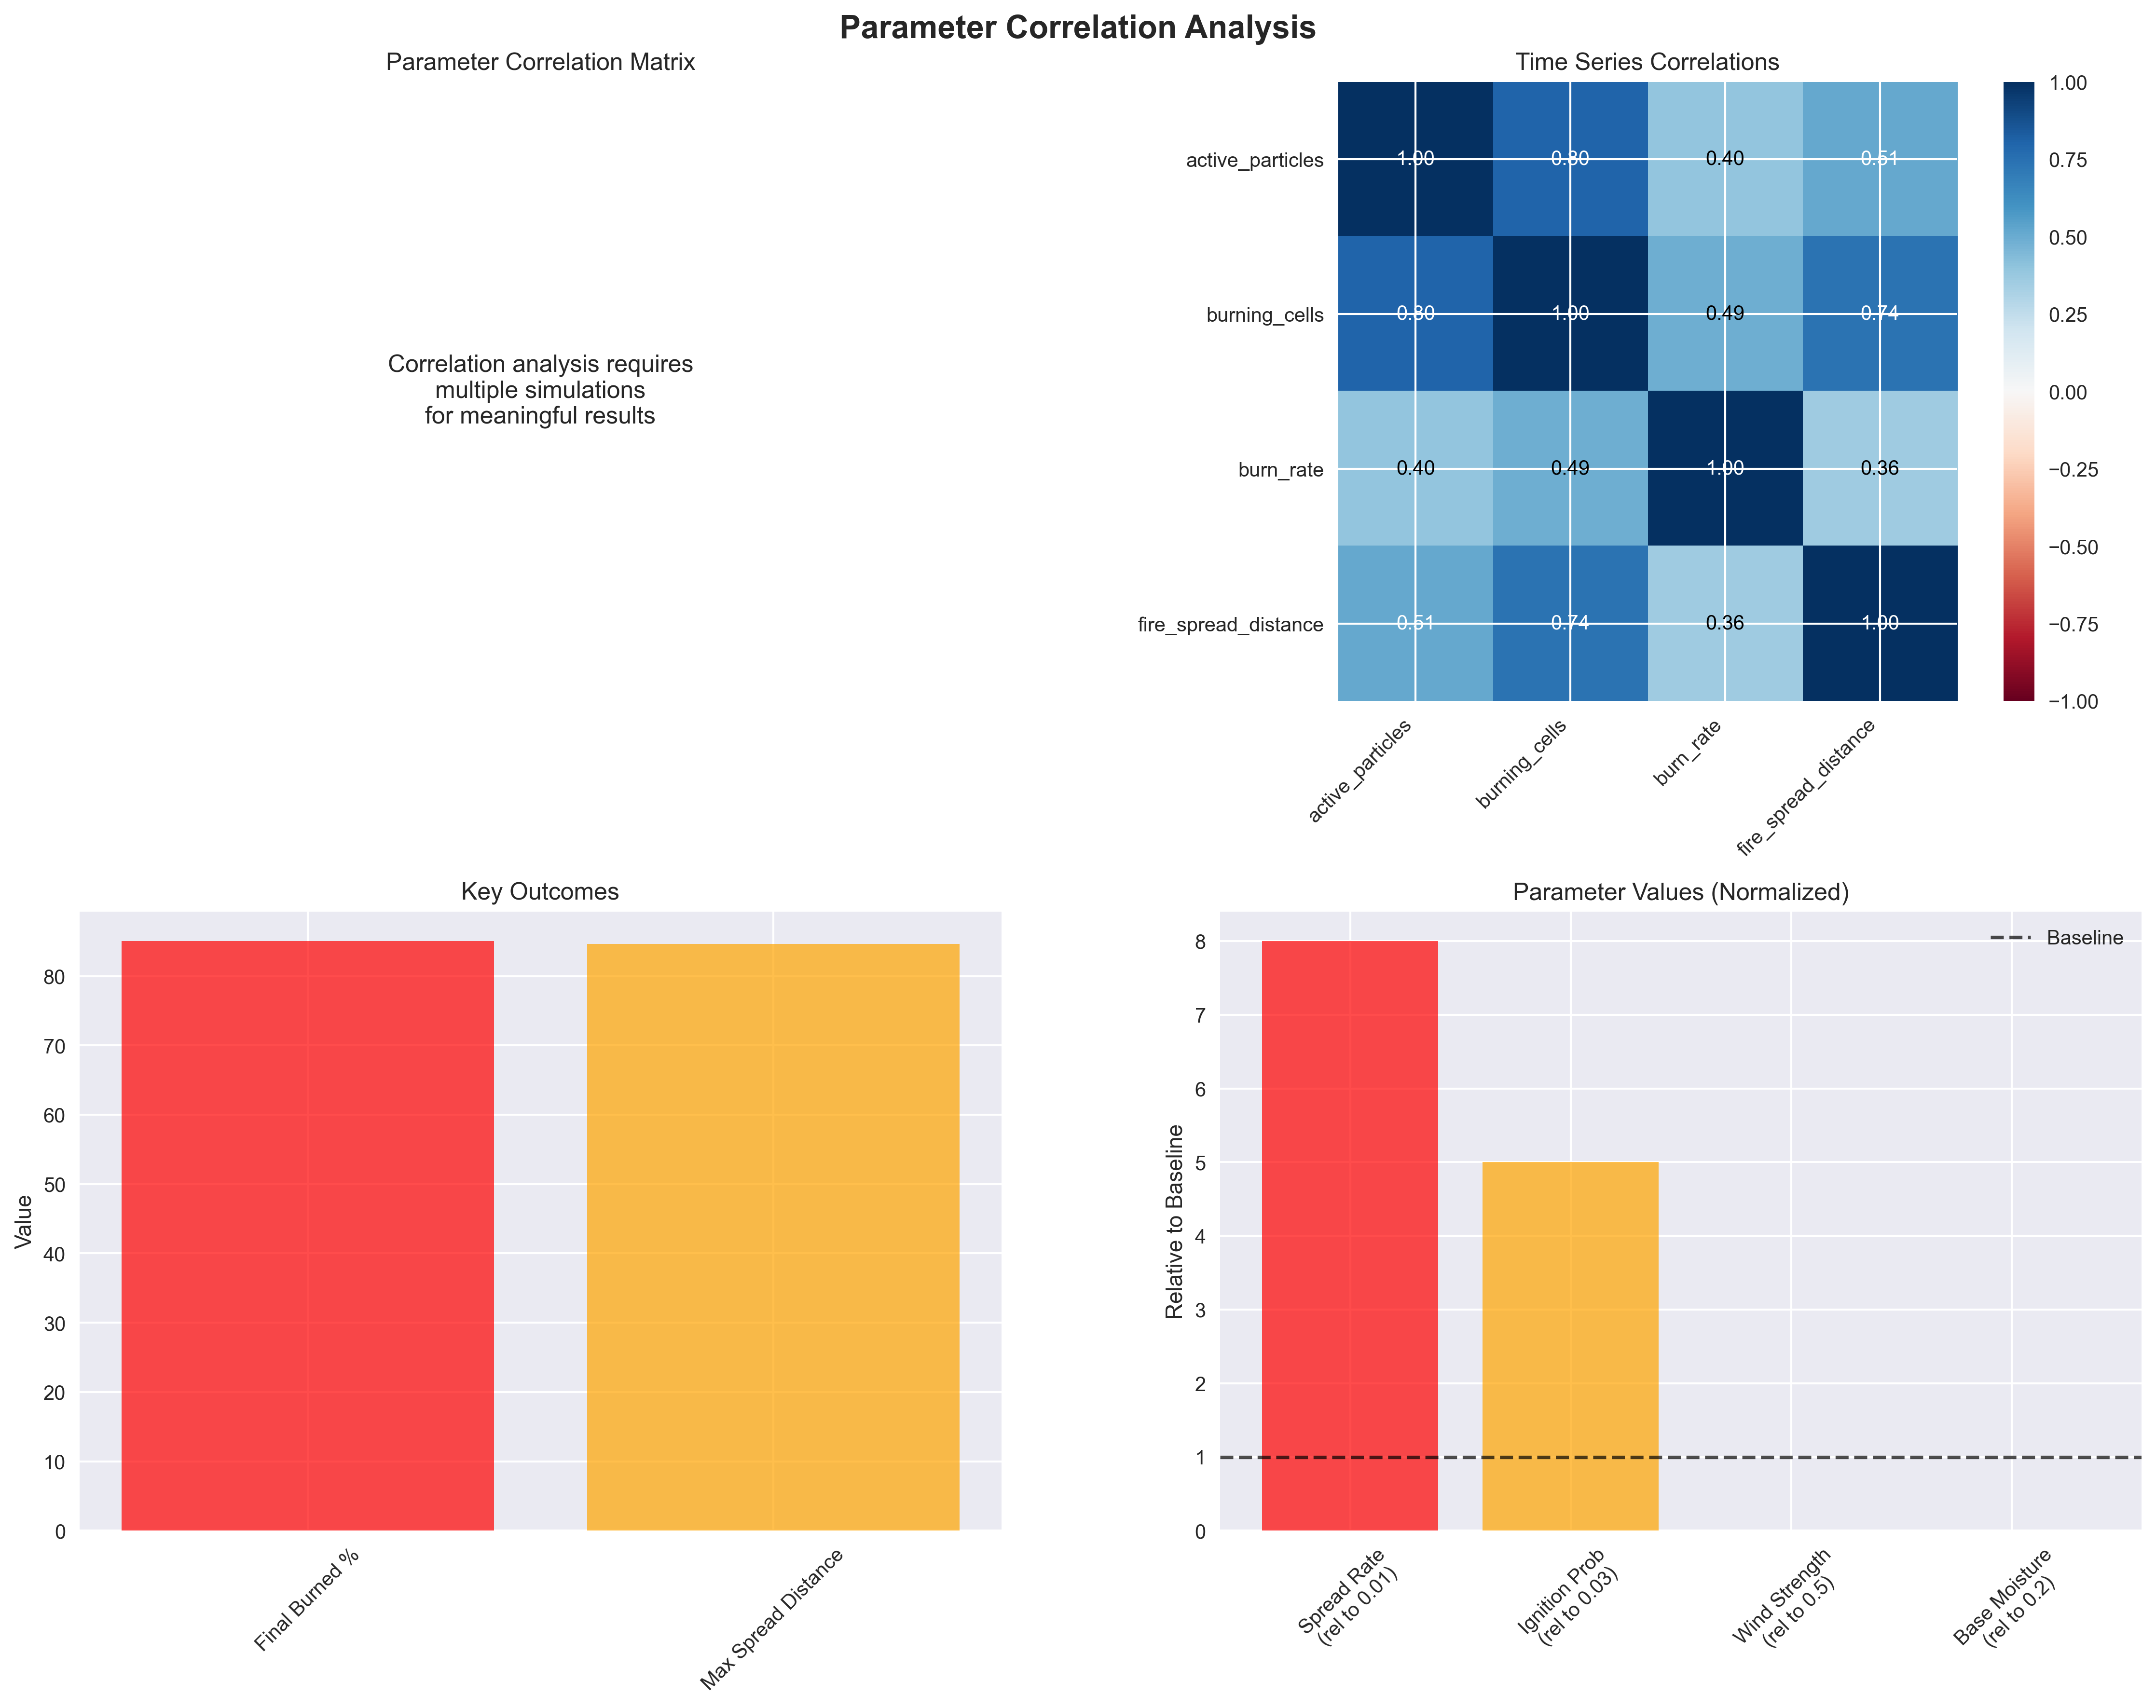 Parameter Correlation Analysis
Parameter Correlation Matrix
Correlation analysis requires
multiple simulations
for meaningful results
Time Series Correlations
active_particles
burning_cells
burn_rate
fire_spread_distance
1.00 0.80 0.40 0.51
0.80 1.00 0.49 0.74
0.40 0.49 1.00 0.36
0.51 0.74 0.36 1.00
active_particles
burning_cells
burn_rate
fire_spread_distance
1.00
0.75
0.50
0.25
0.00
−0.25
−0.50
−0.75
−1.00
Key Outcomes
Value
80
70
60
50
40
30
20
10
0
Final Burned %
Max Spread Distance
Parameter Values (Normalized)
Relative to Baseline
8
7
6
5
4
3
2
1
0
Baseline
Spread Rate
(rel to 0.01)
Ignition Prob
(rel to 0.03)
Wind Strength
(rel to 0.5)
Base Moisture
(rel to 0.2)